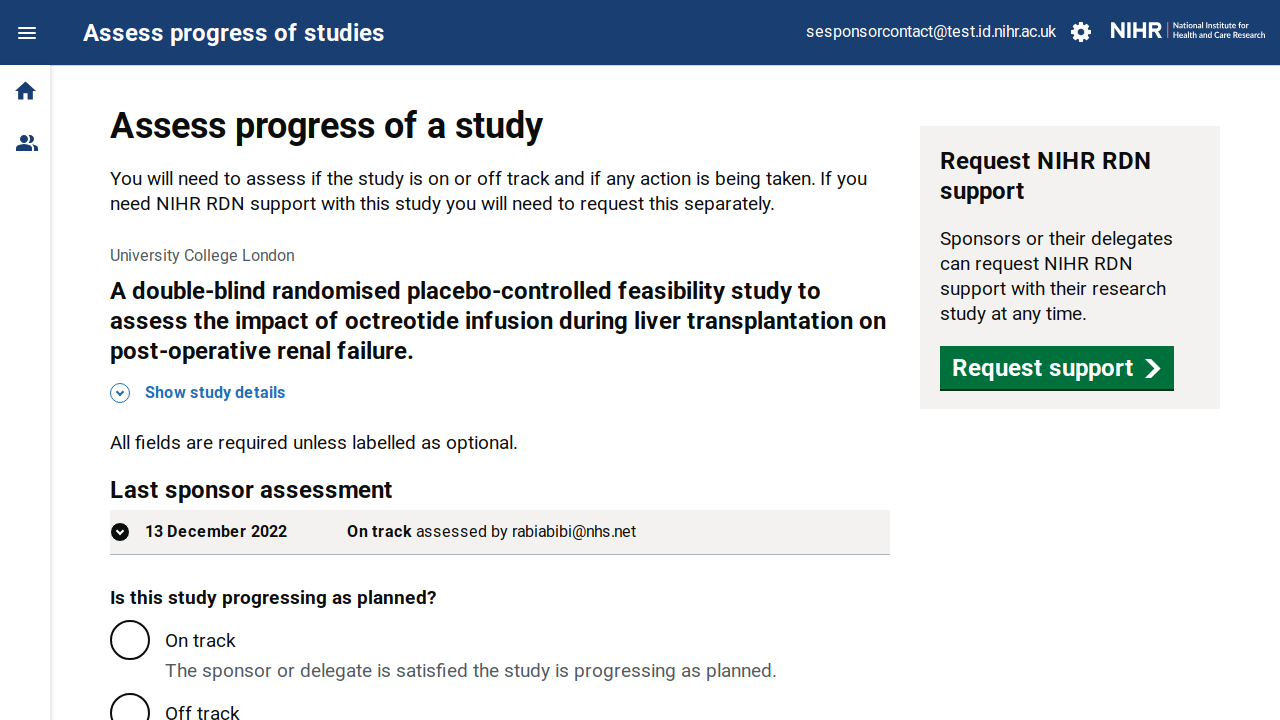 Assess progress of studies
sesponsorcontact@test.id.nihr.ac.uk
NIHR
National Institute for
Health and Care Research
Assess progress of a study
You will need to assess if the study is on or off track and if any action is being taken. If you
need NIHR RDN support with this study you will need to request this separately.
University College London
A double-blind randomised placebo-controlled feasibility study to
assess the impact of octreotide infusion during liver transplantation on
post-operative renal failure.
Show study details
All fields are required unless labelled as optional.
Last sponsor assessment
13 December 2022 On track assessed by rabiabibi@nhs.net
Is this study progressing as planned?
On track
The sponsor or delegate is satisfied the study is progressing as planned.
Off track
Request NIHR RDN
support
Sponsors or their delegates
can request NIHR RDN
support with their research
study at any time.
Request support